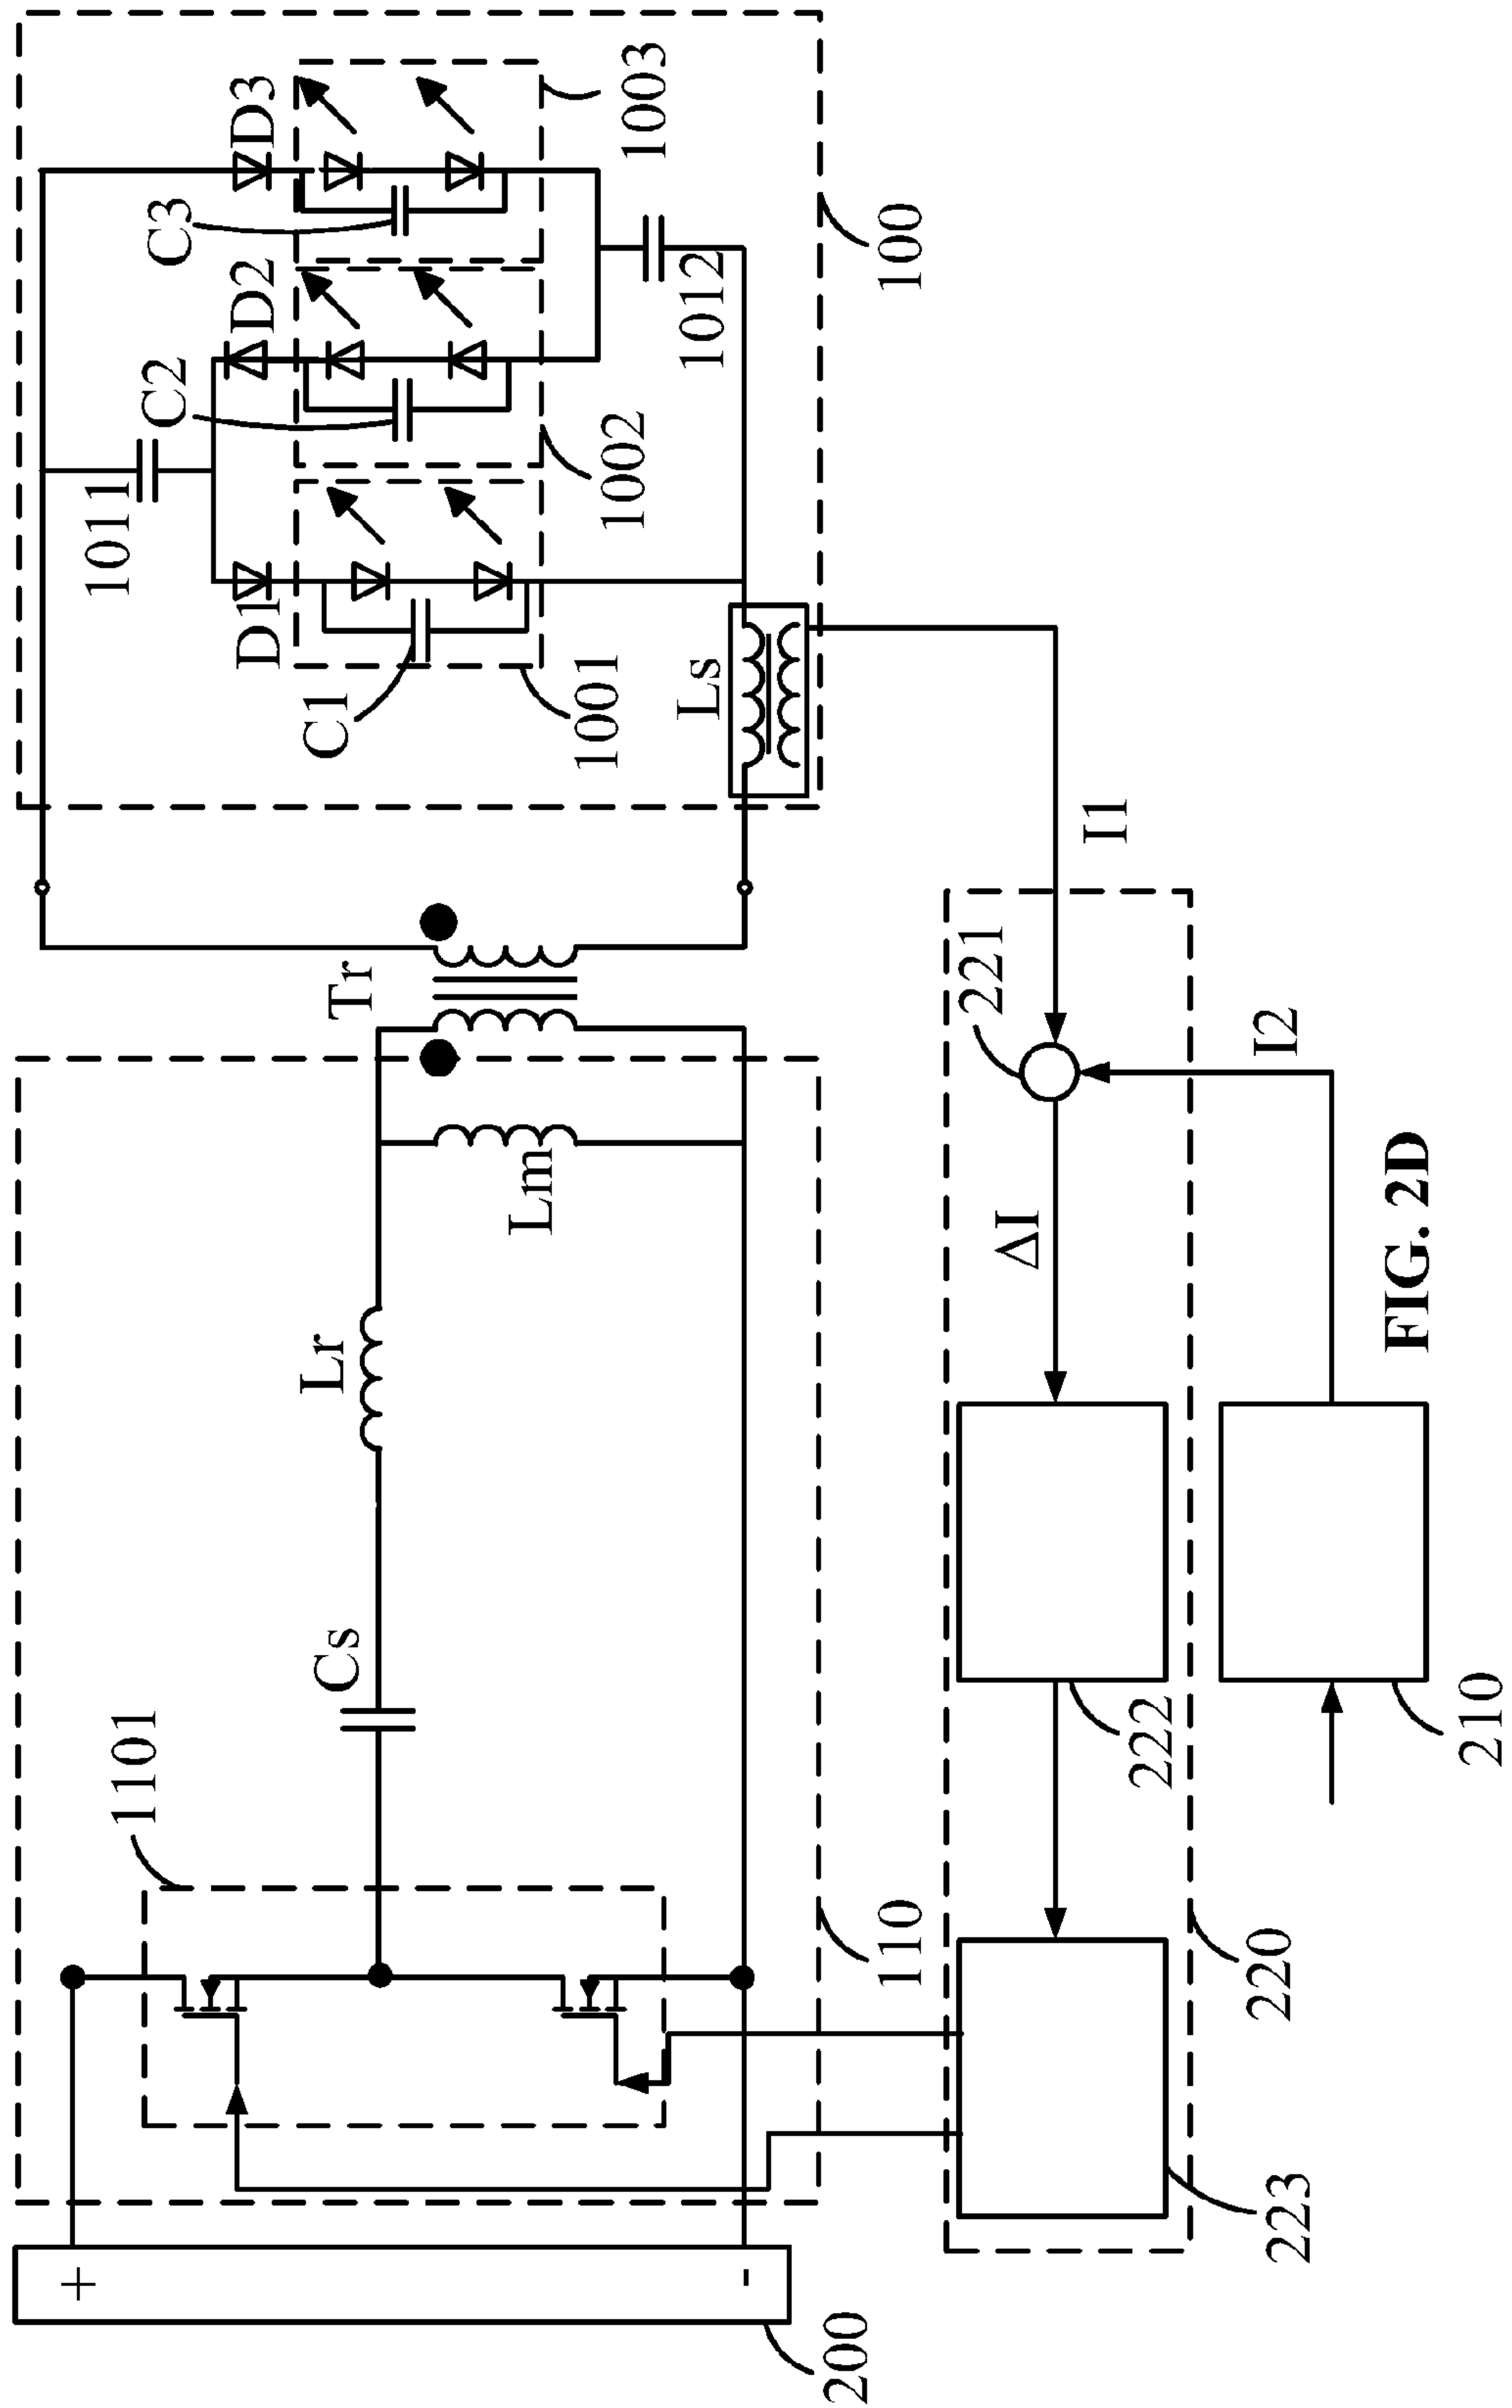 200
+
-
110
1101
Cs
Lr
Lm
Tr
1011
D1
D2
D3
C1
C2
C3
1001
1002
1003
1012
Ls
100
I1
220
221
222
223
ΔI
I2
210
FIG. 2D